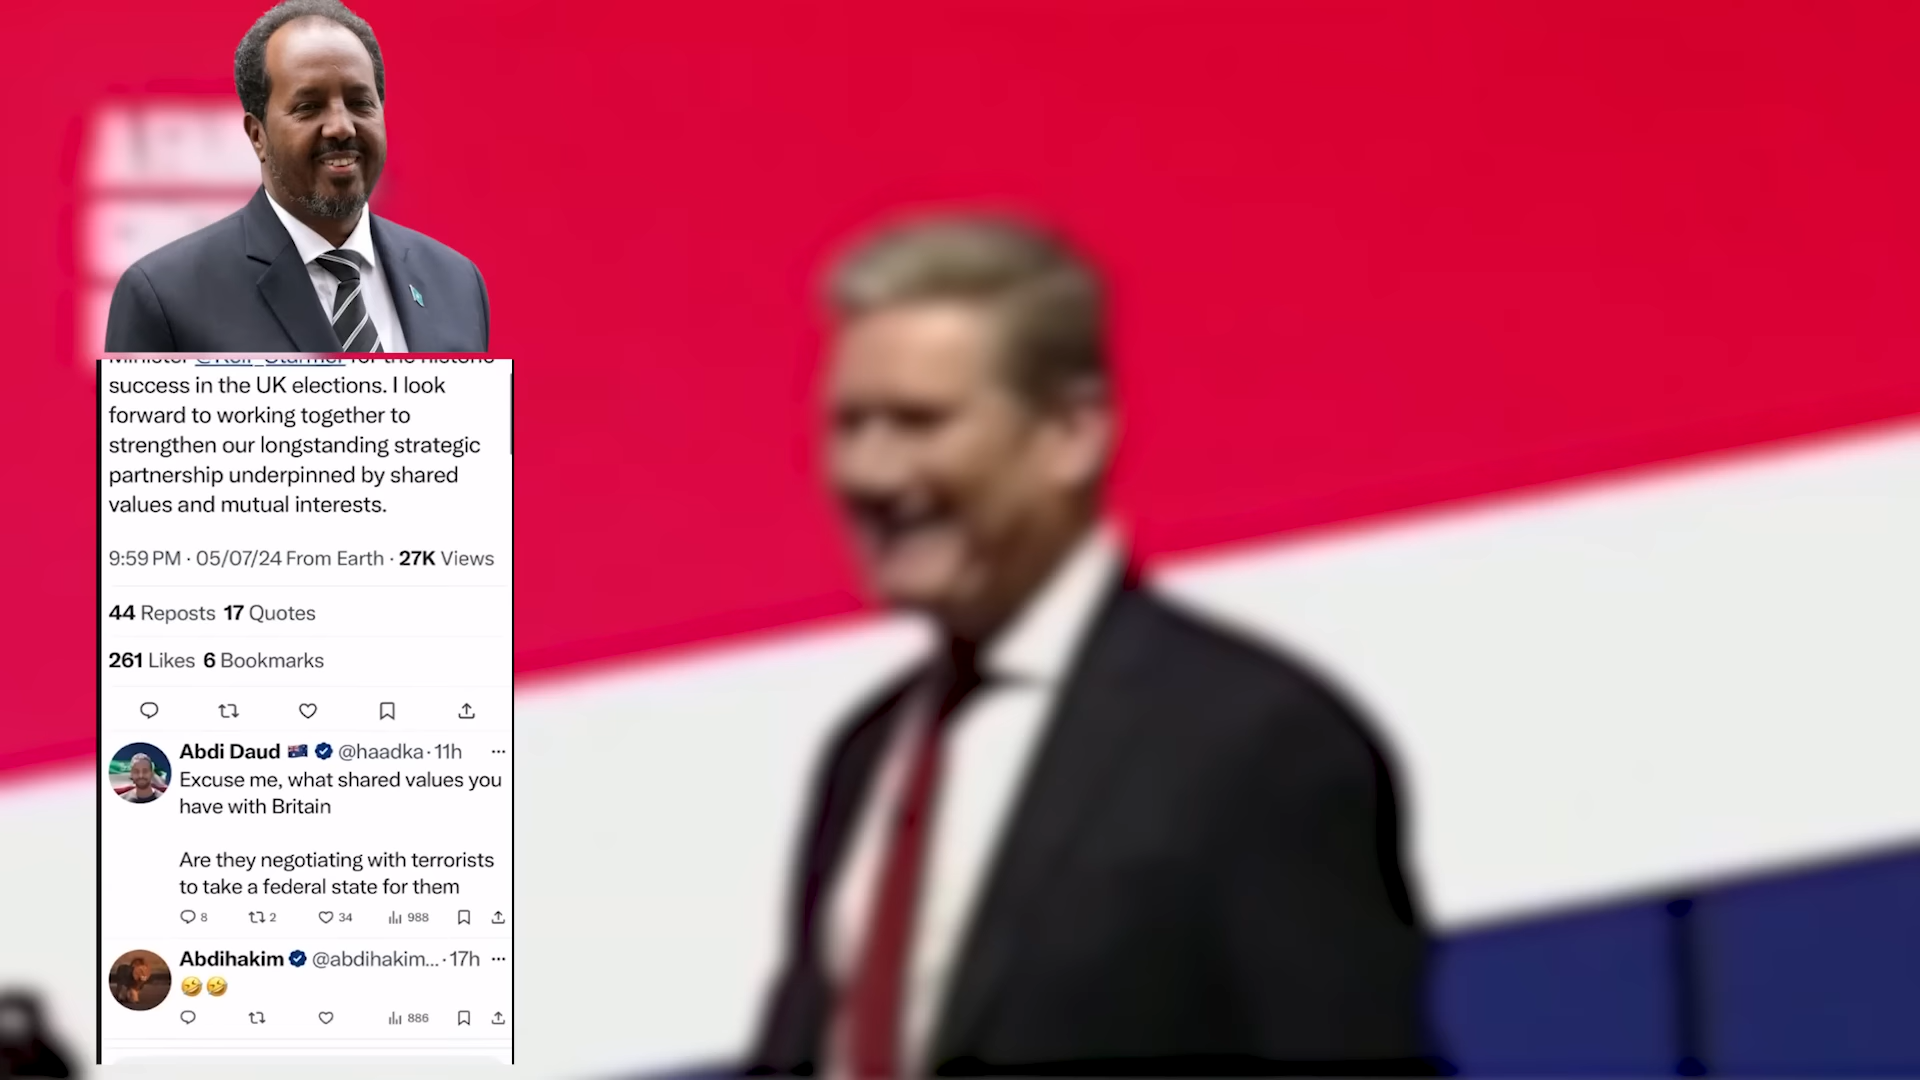 success in the UK elections. I look
forward to working together to
strengthen our longstanding strategic
partnership underpinned by shared
values and mutual interests.
9:59 PM · 05/07/24 From Earth · 27K Views
44 Reposts 17 Quotes
261 Likes 6 Bookmarks
Abdi Daud @haadka · 11h
Excuse me, what shared values you
have with Britain
Are they negotiating with terrorists
to take a federal state for them
8 2 34 988
Abdihakim @abdihakim... · 17h
🤣🤣
886